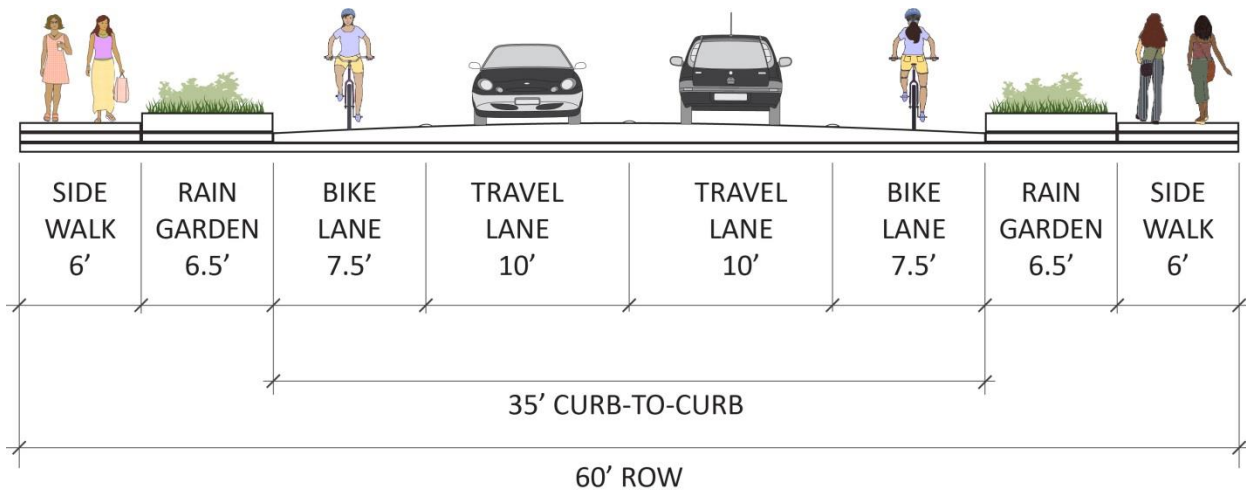 SIDE
WALK
6’
RAIN
GARDEN
6.5’
BIKE
LANE
7.5’
TRAVEL
LANE
10’
TRAVEL
LANE
10’
BIKE
LANE
7.5’
RAIN
GARDEN
6.5’
SIDE
WALK
6’
35’ CURB-TO-CURB
60’ ROW